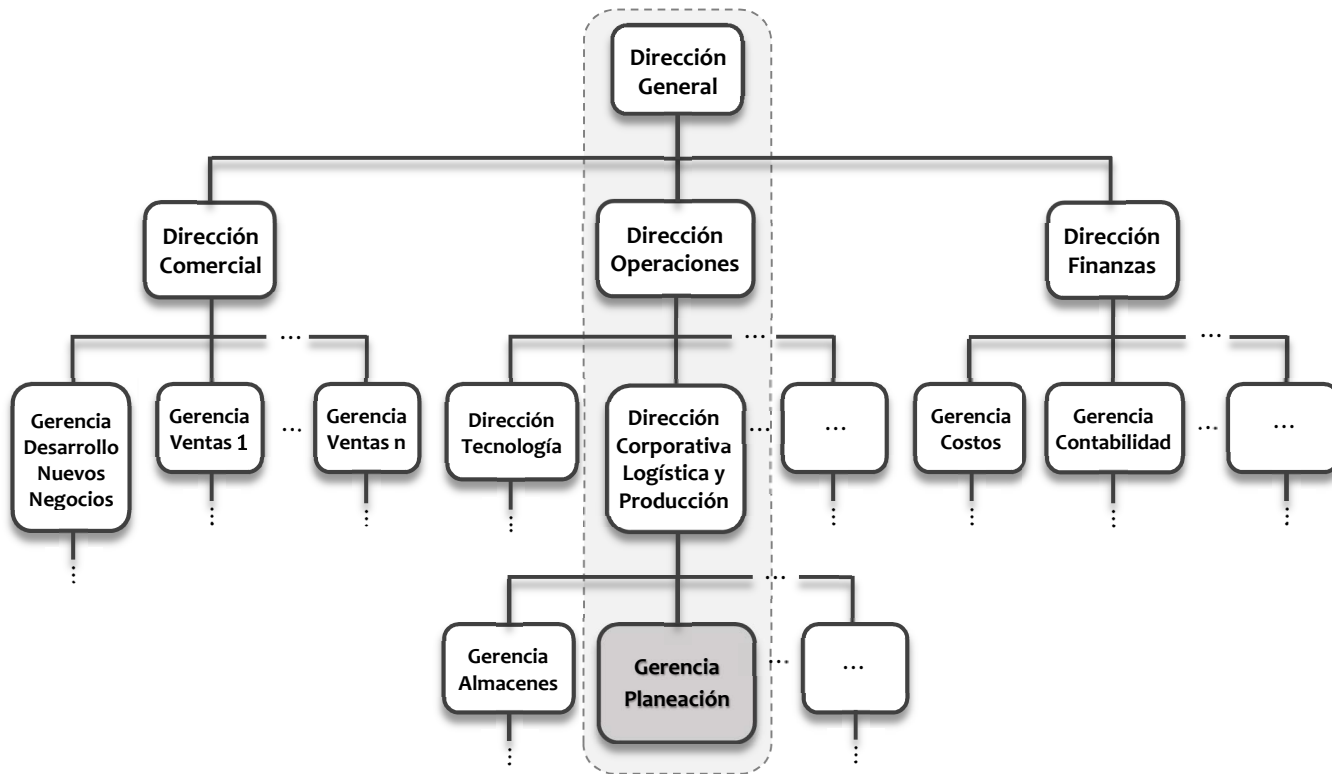 Dirección
General
Dirección
Comercial
Dirección
Operaciones
Dirección
Finanzas
...
...
...
Gerencia
Desarrollo
Nuevos
Negocios
Gerencia
Ventas 1
...
Gerencia
Ventas n
Dirección
Tecnología
Dirección
Corporativa
Logística y
Producción
...
...
Gerencia
Costos
Gerencia
Contabilidad
...
...
...
Gerencia
Almacenes
Gerencia
Planeación
...
...